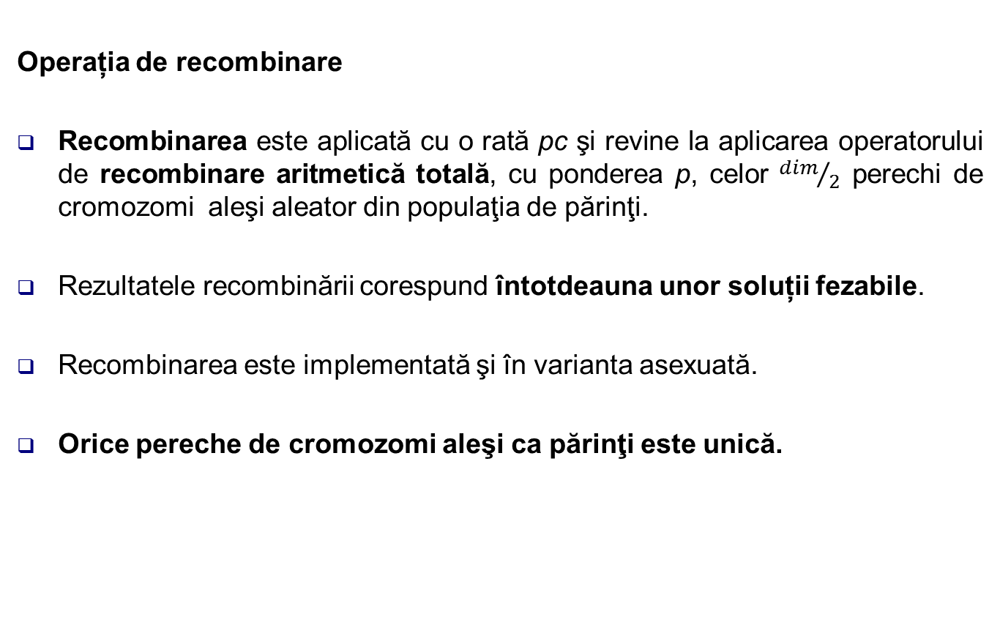 Operația de recombinare
❑ Recombinarea este aplicată cu o rată pc şi revine la aplicarea operatorului
de recombinare aritmetică totală, cu ponderea p, celor dim/2 perechi de
cromozomi aleşi aleator din populaţia de părinţi.
❑ Rezultatele recombinării corespund întotdeauna unor soluții fezabile.
❑ Recombinarea este implementată şi în varianta asexuată.
❑ Orice pereche de cromozomi aleşi ca părinţi este unică.